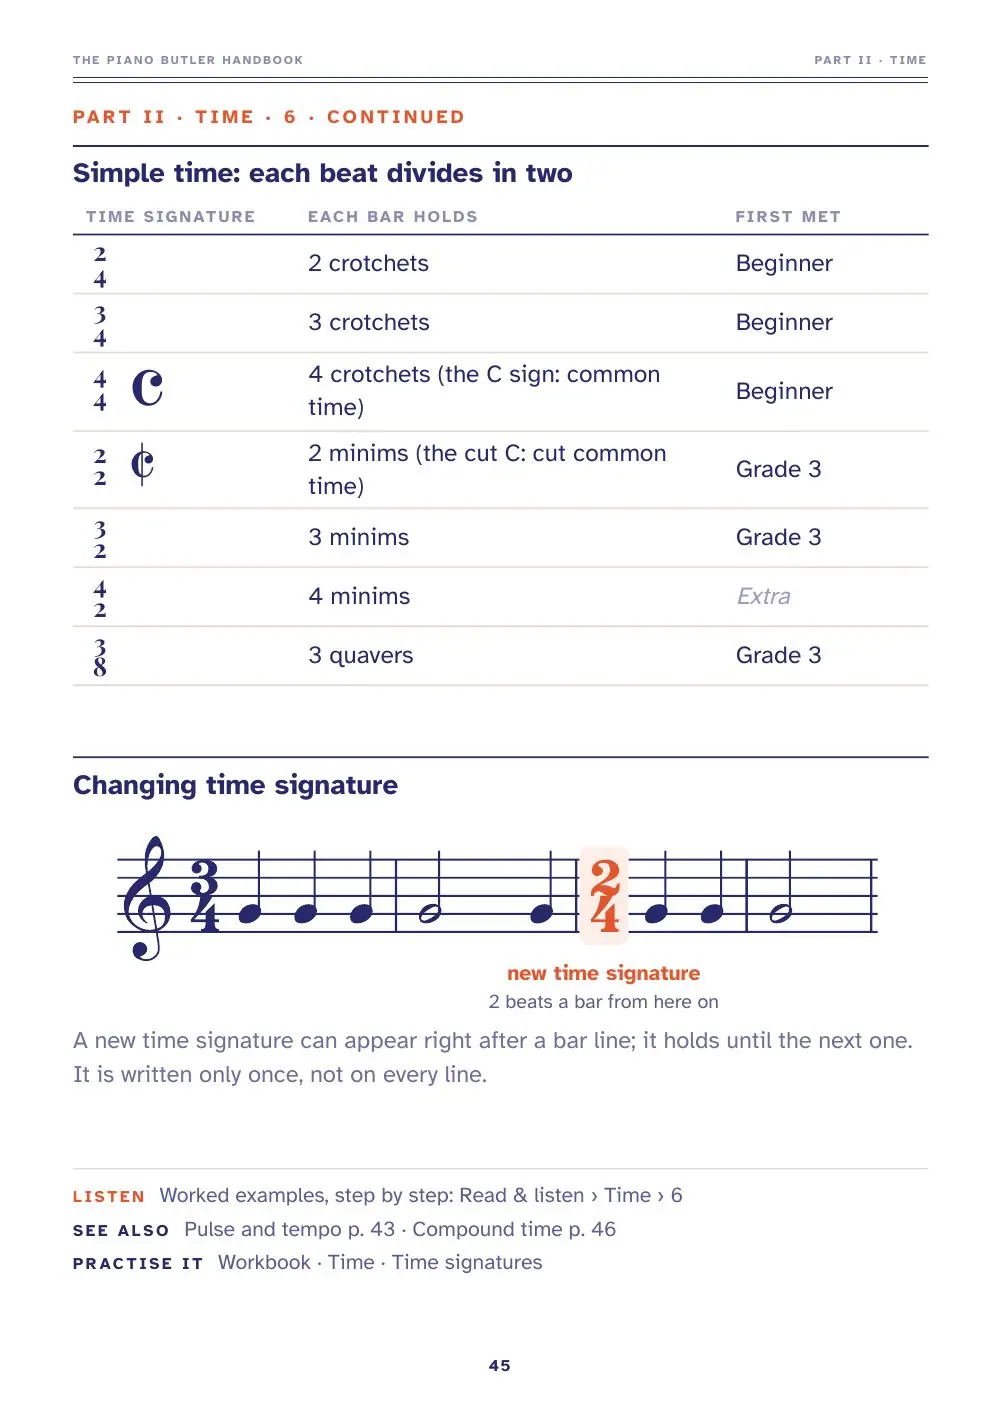 THE PIANO BUTLER HANDBOOK
PART II · TIME
PART II · TIME · 6 · CONTINUED
Simple time: each beat divides in two
TIME SIGNATURE EACH BAR HOLDS FIRST MET
2
4
2 crotchets Beginner
3
4
3 crotchets Beginner
4
4
4 crotchets (the C sign: common
time)
Beginner
2
2
2 minims (the cut C: cut common
time)
Grade 3
3
2
3 minims Grade 3
4
2
4 minims Extra
3
8
3 quavers Grade 3
Changing time signature
3
4
2
4
new time signature
2 beats a bar from here on
A new time signature can appear right after a bar line; it holds until the next one.
It is written only once, not on every line.
LISTEN Worked examples, step by step: Read & listen › Time › 6
SEE ALSO Pulse and tempo p. 43 · Compound time p. 46
PRACTISE IT Workbook · Time · Time signatures
45